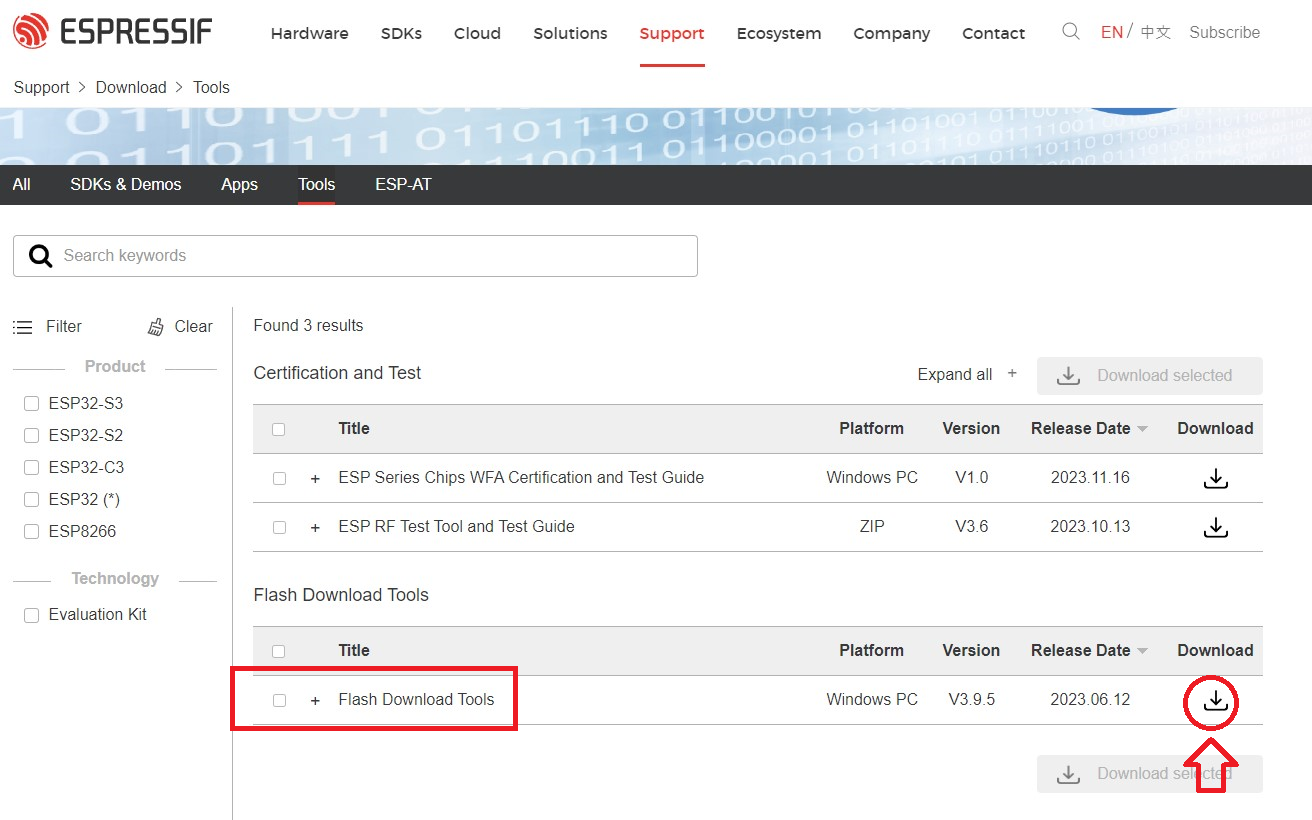 ESPRESSIF
Hardware SDKs Cloud Solutions Support Ecosystem Company Contact EN / 中文 Subscribe
Support > Download > Tools
All SDKs & Demos Apps Tools ESP-AT
Search keywords
Filter Clear
Product
ESP32-S3
ESP32-S2
ESP32-C3
ESP32 (*)
ESP8266
Technology
Evaluation Kit
Found 3 results
Certification and Test Expand all + Download selected
Title Platform Version Release Date Download
+ ESP Series Chips WFA Certification and Test Guide Windows PC V1.0 2023.11.16
+ ESP RF Test Tool and Test Guide ZIP V3.6 2023.10.13
Flash Download Tools
Title Platform Version Release Date Download
+ Flash Download Tools Windows PC V3.9.5 2023.06.12
Download selected